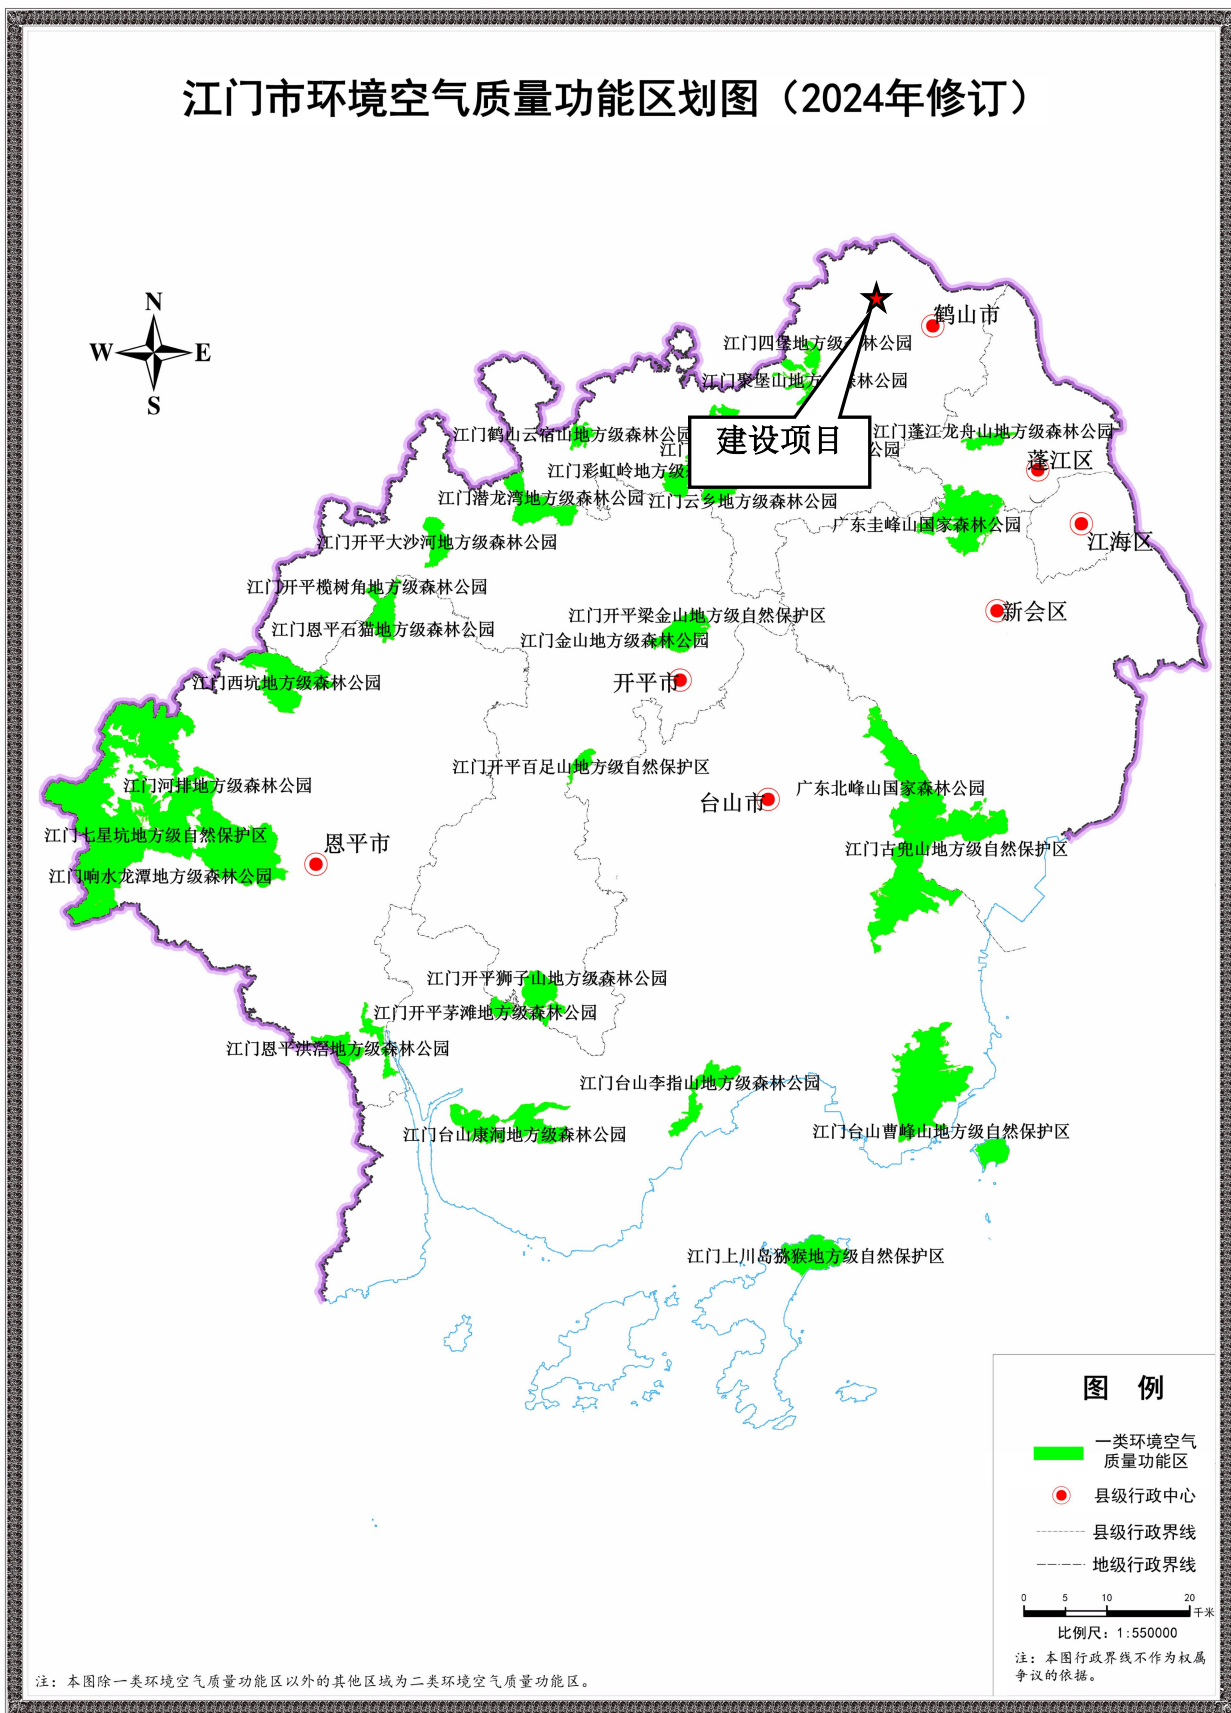 江门市环境空气质量功能区划图（2024年修订）
N
W
E
S
鹤山市
江门四堡地方级森林公园
江门聚堡山地方 森林公园
建设项目
江门鹤山云宿山地方级森林公园
江门
公园
江门蓬江龙舟山地方级森林公园
蓬江区
江门彩虹岭地方级
江门潜龙湾地方级森林公园
江门云乡地方级森林公园
广东圭峰山国家森林公园
江海区
江门开平大沙河地方级森林公园
江门开平榄树角地方级森林公园
新会区
江门恩平石猫地方级森林公园
江门开平梁金山地方级自然保护区
江门金山地方级森林公园
开平市
江门西坑地方级森林公园
江门开平百足山地方级自然保护区
江门河排地方级森林公园
广东北峰山国家森林公园
台山市
江门七星坑地方级自然保护区
恩平市
江门古兜山地方级自然保护区
江门响水龙潭地方级森林公园
江门开平狮子山地方级森林公园
江门开平茅滩地方级森林公园
江门恩平洪滘地方级森林公园
江门台山李指山地方级森林公园
江门台山康洞地方级森林公园
江门台山曹峰山地方级自然保护区
江门上川岛猕猴地方级自然保护区
图 例
一类环境空气
质量功能区
县级行政中心
县级行政界线
地级行政界线
0 5 10 20
千米
比例尺：1:550000
注：本图行政界线不作为权属
争议的依据。
注：本图除一类环境空气质量功能区以外的其他区域为二类环境空气质量功能区。